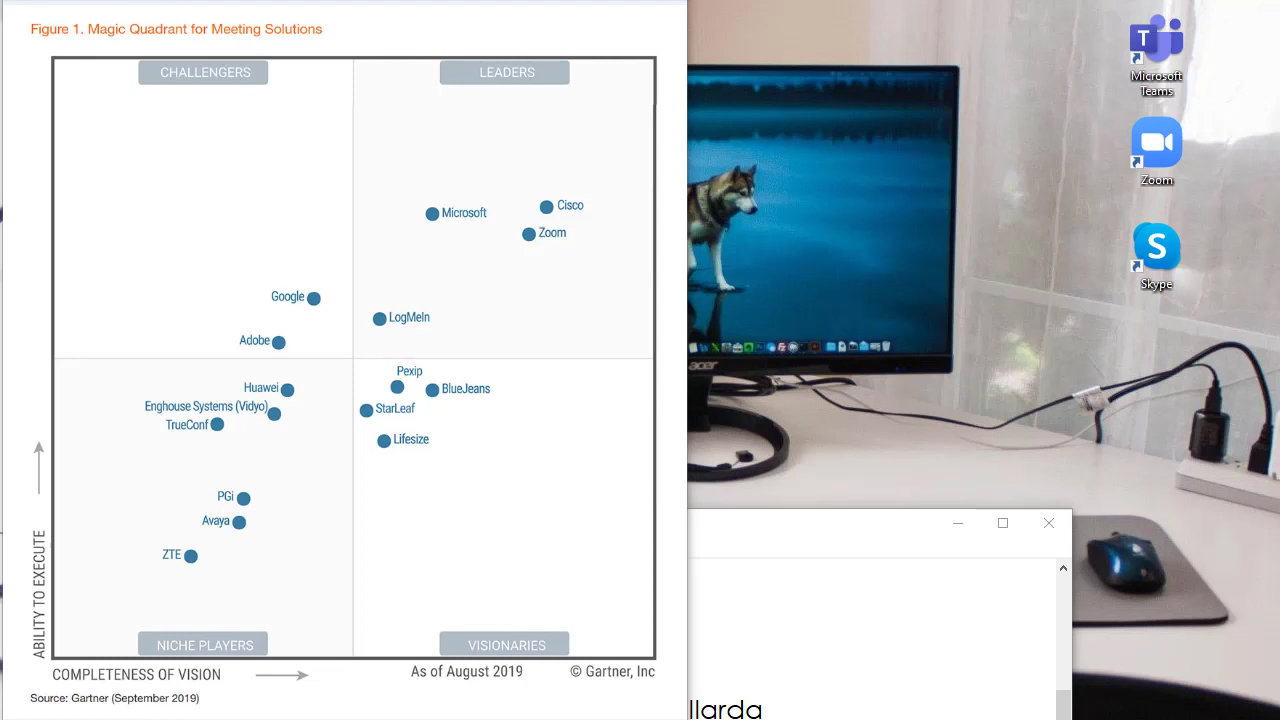 Figure 1. Magic Quadrant for Meeting Solutions
CHALLENGERS
LEADERS
Microsoft
Cisco
Zoom
Google
LogMeIn
Adobe
Pexip
Huawei
BlueJeans
Enghouse Systems (Vidyo)
StarLeaf
TrueConf
Lifesize
PGi
Avaya
ZTE
NICHE PLAYERS
VISIONARIES
ABILITY TO EXECUTE
COMPLETENESS OF VISION
As of August 2019
© Gartner, Inc
Source: Gartner (September 2019)
T
Microsoft
Teams
Zoom
S
Skype
acer
llarda